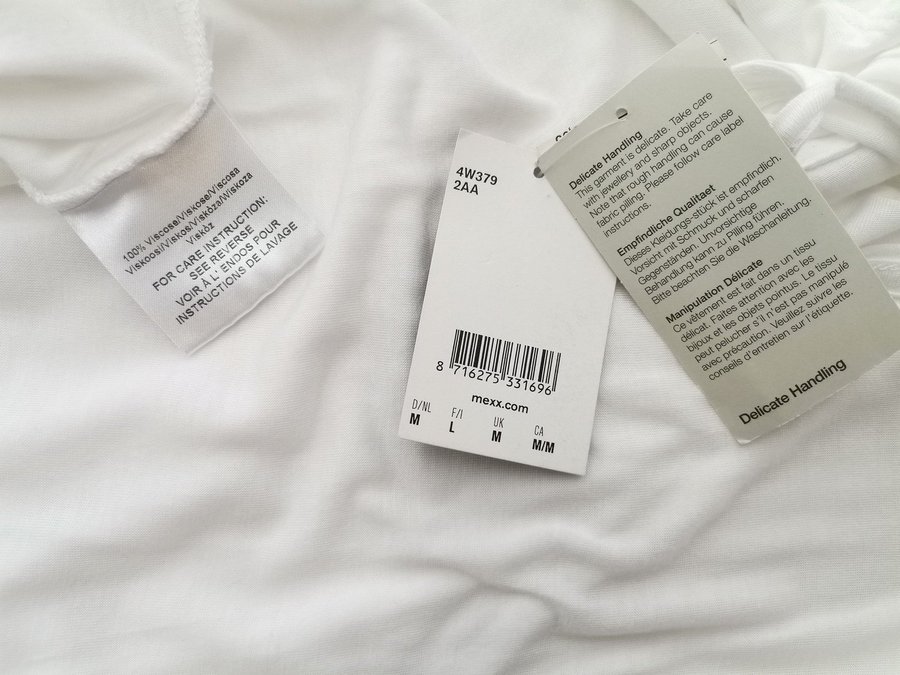 100% Viscose/Viskose/Viscosa
Viskoosi/Viskos/Viskóza/Wiskoza
Viskóz
FOR CARE INSTRUCTION:
SEE REVERSE
VOIR À L' ENDOS POUR
INSTRUCTIONS DE LAVAGE
4W379
2AA
8 716275 331696
mexx.com
D/NL F/I UK CA
M L M M/M
Delicate Handling
This garment is delicate. Take care
with jewellery and sharp objects.
Note that rough handling can cause
fabric pilling. Please follow care label
instructions.
Empfindliche Qualitaet
Dieses Kleidungs-stück ist empfindlich.
Vorsicht mit Schmuck und scharfen
Gegenständen. Unvorsichtige
Behandlung kann zu Pilling führen.
Bitte beachten Sie die Waschanleitung.
Manipulation Délicate
Ce vêtement est fait dans un tissu
délicat. Faites attention avec les
bijoux et les objets pointus. Le tissu
peut pelucher s'il n'est pas manipulé
avec précaution. Veuillez suivre les
conseils d'entretien sur l'étiquette.
Delicate Handling